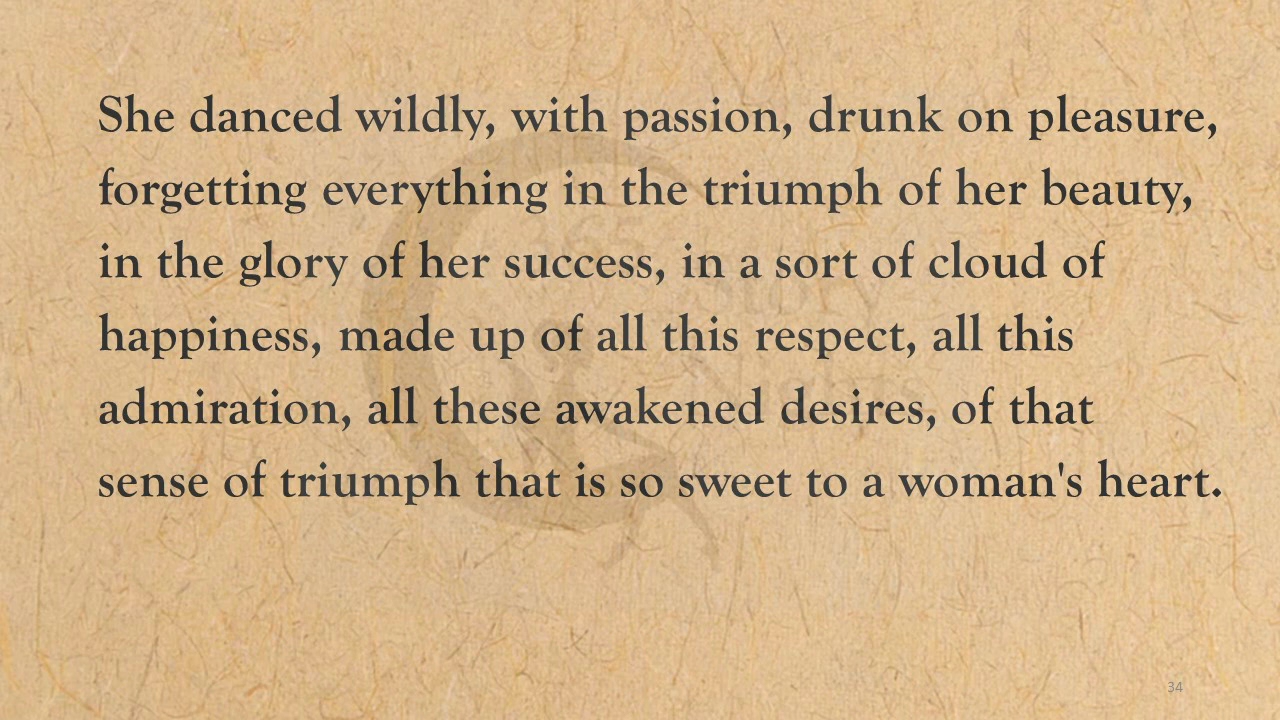 She danced wildly, with passion, drunk on pleasure,
forgetting everything in the triumph of her beauty,
in the glory of her success, in a sort of cloud of
happiness, made up of all this respect, all this
admiration, all these awakened desires, of that
sense of triumph that is so sweet to a woman's heart.
34